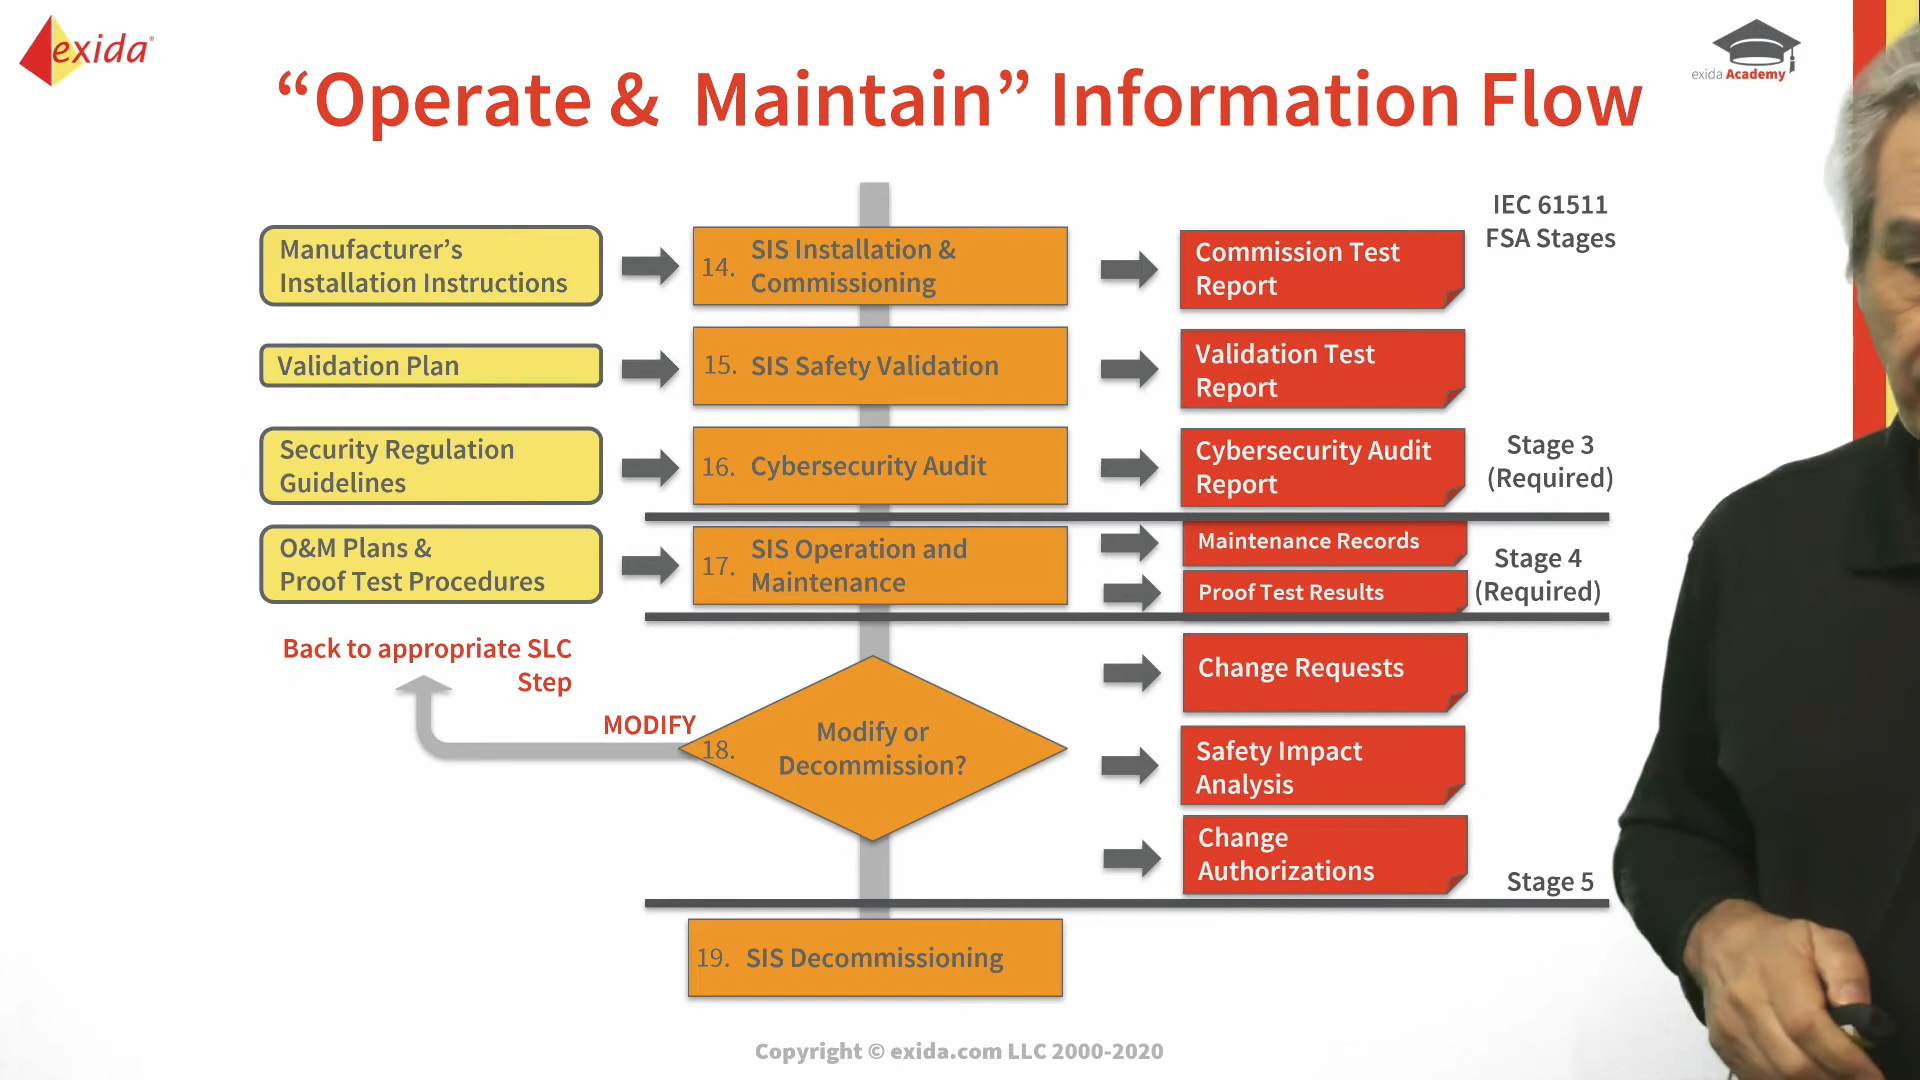 exida
exida Academy
“Operate & Maintain” Information Flow
IEC 61511
FSA Stages
Manufacturer’s
Installation Instructions
14. SIS Installation &
Commissioning
Commission Test
Report
Validation Plan
15. SIS Safety Validation
Validation Test
Report
Security Regulation
Guidelines
16. Cybersecurity Audit
Cybersecurity Audit
Report
Stage 3
(Required)
O&M Plans &
Proof Test Procedures
17. SIS Operation and
Maintenance
Maintenance Records
Proof Test Results
Stage 4
(Required)
Back to appropriate SLC
Step
MODIFY
18. Modify or
Decommission?
Change Requests
Safety Impact
Analysis
Change
Authorizations
Stage 5
19. SIS Decommissioning
Copyright © exida.com LLC 2000-2020